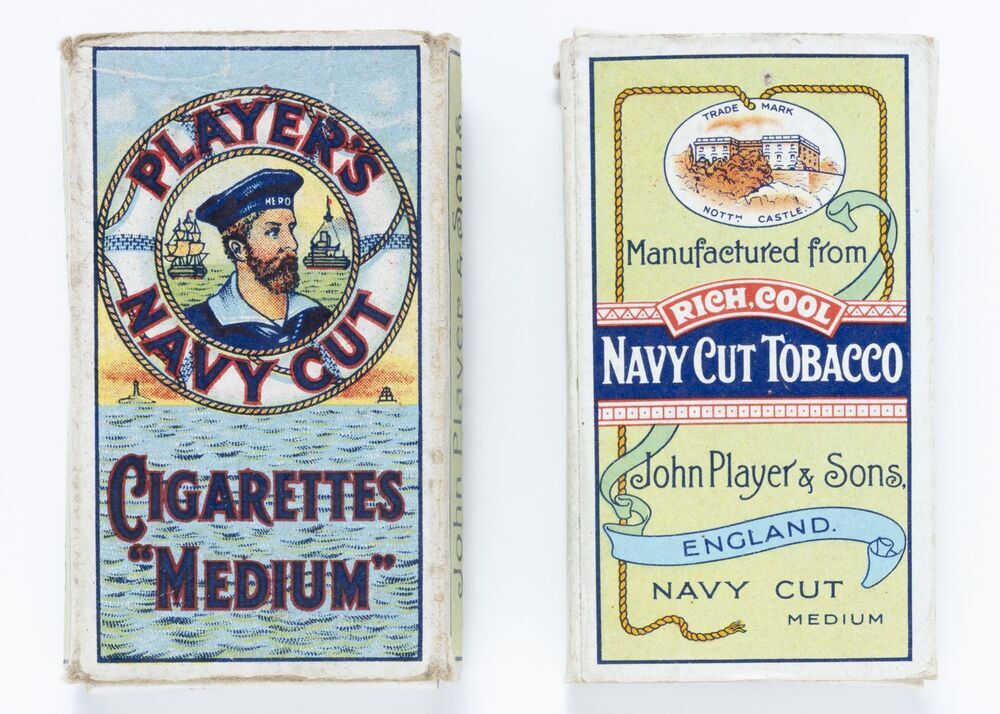 PLAYER'S
HERO
NAVY CUT
CIGARETTES
"MEDIUM"
John Player & Sons
TRADE MARK
NOTTM CASTLE.
Manufactured from
RICH, COOL
NAVY CUT TOBACCO
John Player & Sons,
ENGLAND.
NAVY CUT
MEDIUM